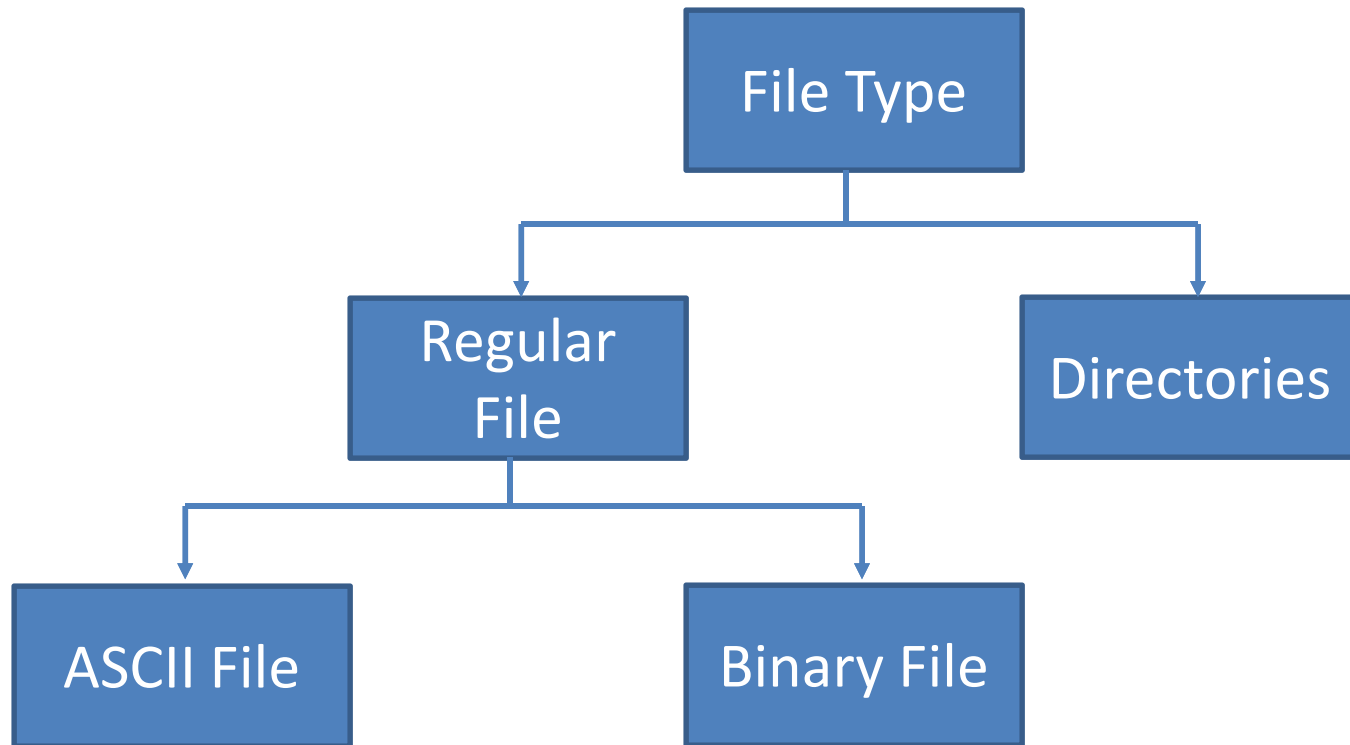 File Type
Regular
File
Directories
ASCII File
Binary File